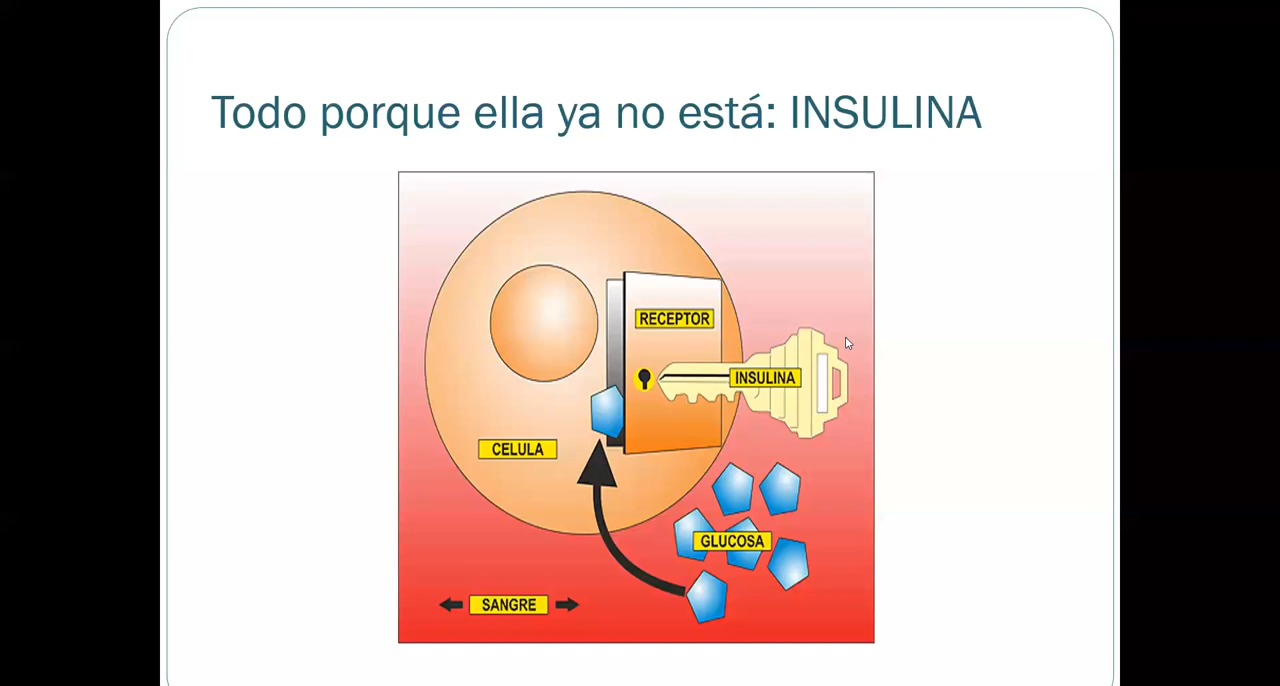 Todo porque ella ya no está: INSULINA
RECEPTOR
INSULINA
CELULA
GLUCOSA
SANGRE